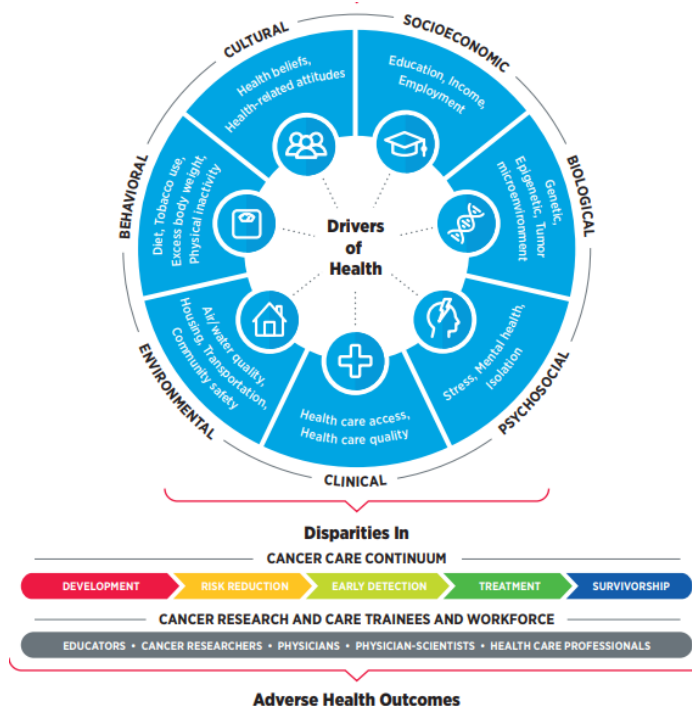 CULTURAL
Health beliefs,
Health-related attitudes
SOCIOECONOMIC
Education, Income,
Employment
BIOLOGICAL
Genetic,
Epigenetic, Tumor
microenvironment
PSYCHOSOCIAL
Stress, Mental health,
Isolation
CLINICAL
Health care access,
Health care quality
ENVIRONMENTAL
Air/water quality,
Housing, Transportation,
Community safety
BEHAVIORAL
Diet, Tobacco use,
Excess body weight,
Physical inactivity
Drivers
of
Health
Disparities In
CANCER CARE CONTINUUM
DEVELOPMENT RISK REDUCTION EARLY DETECTION TREATMENT SURVIVORSHIP
CANCER RESEARCH AND CARE TRAINEES AND WORKFORCE
EDUCATORS • CANCER RESEARCHERS • PHYSICIANS • PHYSICIAN-SCIENTISTS • HEALTH CARE PROFESSIONALS
Adverse Health Outcomes